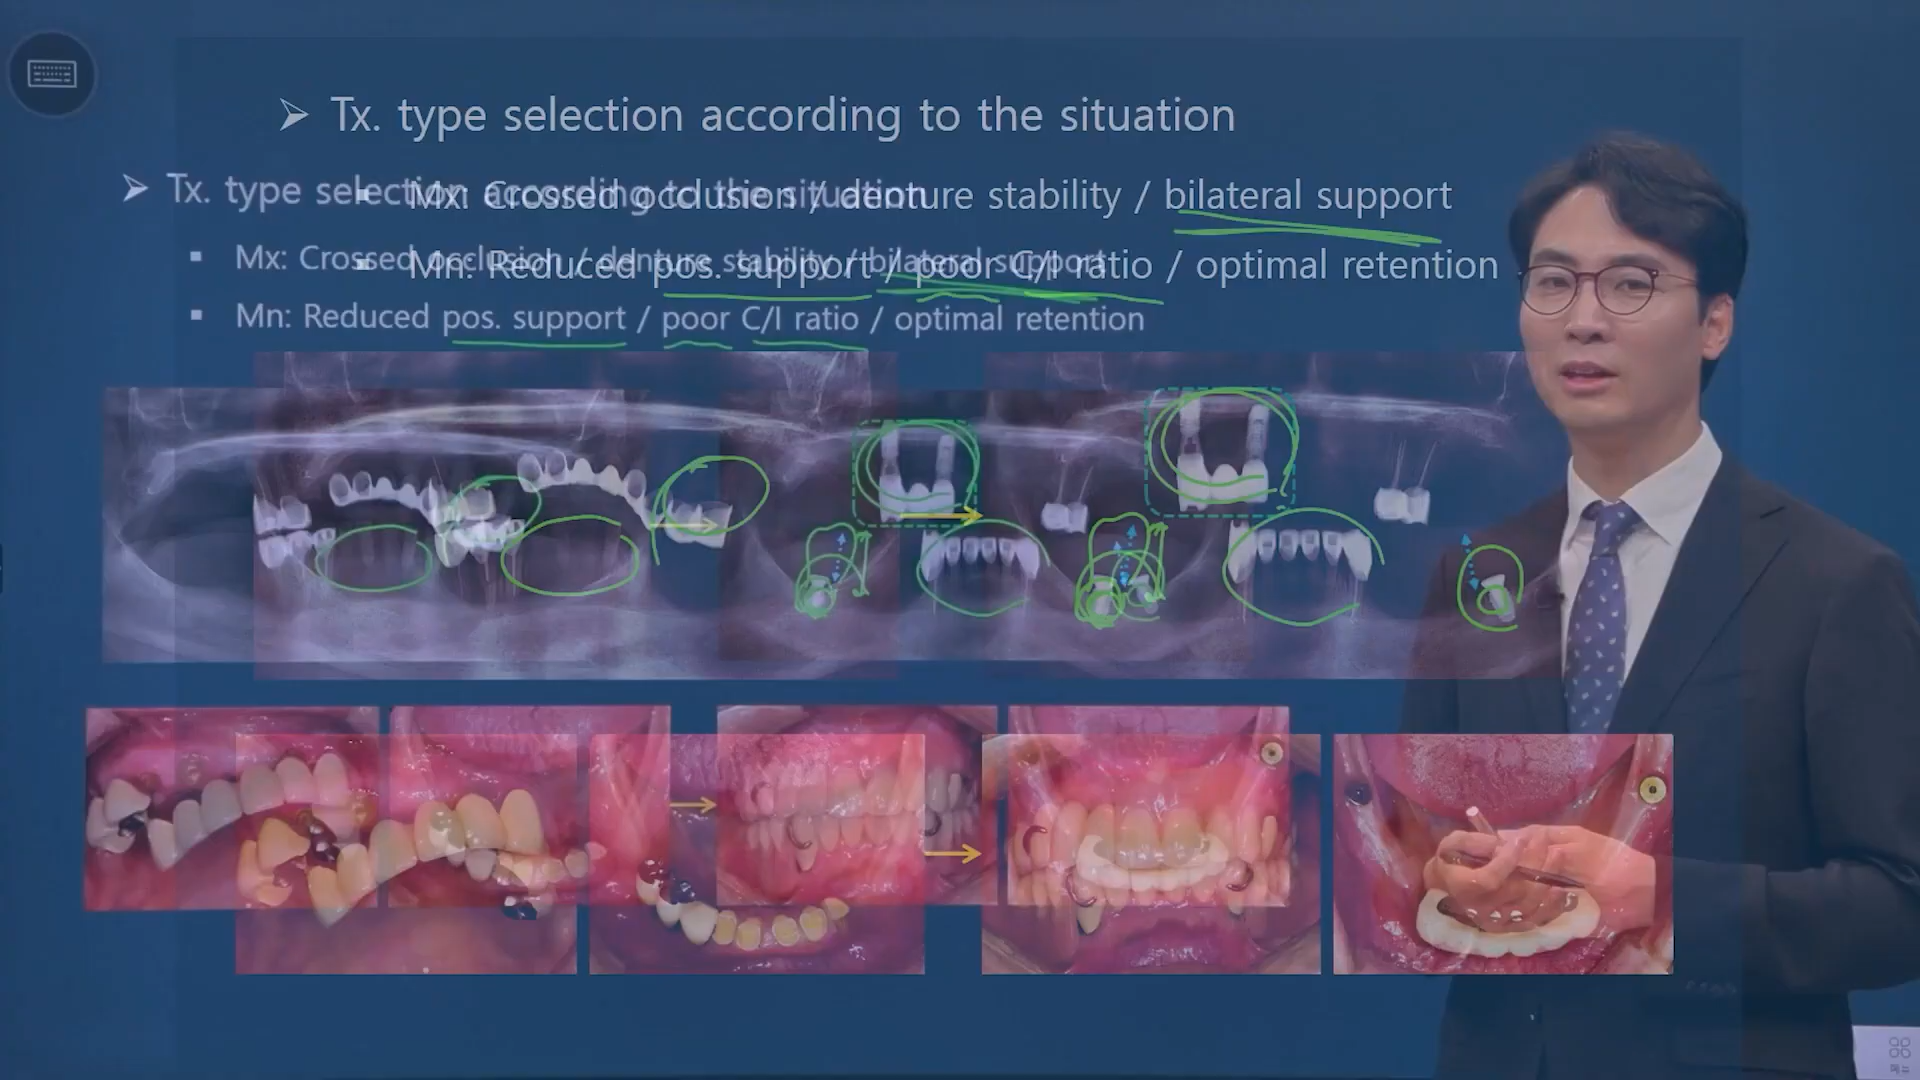 ➢ Tx. type selection according to the situation
▪ Mx: Crossed occlusion / denture stability / bilateral support
▪ Mn: Reduced pos. support / poor C/I ratio / optimal retention
➢ Tx. type selection according to the situation
▪ Mx: Crossed occlusion / denture stability / bilateral support
▪ Mn: Reduced pos. support / poor C/I ratio / optimal retention